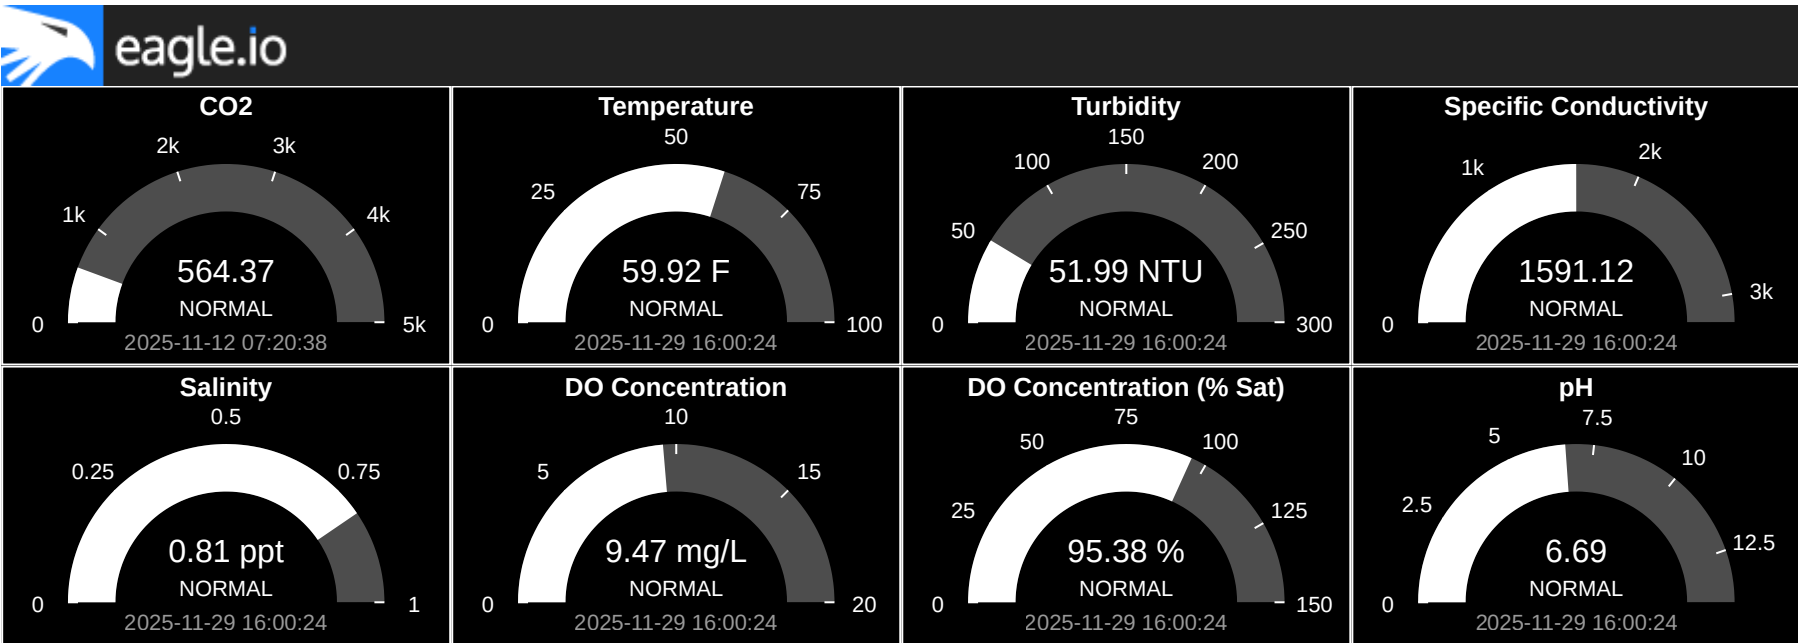 eagle.io
CO2
0
1k
2k
3k
4k
5k
564.37
NORMAL
2025-11-12 07:20:38
Temperature
0
25
50
75
100
59.92 F
NORMAL
2025-11-29 16:00:24
Turbidity
0
50
100
150
200
250
300
51.99 NTU
NORMAL
2025-11-29 16:00:24
Specific Conductivity
0
1k
2k
3k
1591.12
NORMAL
2025-11-29 16:00:24
Salinity
0
0.25
0.5
0.75
1
0.81 ppt
NORMAL
2025-11-29 16:00:24
DO Concentration
0
5
10
15
20
9.47 mg/L
NORMAL
2025-11-29 16:00:24
DO Concentration (% Sat)
0
25
50
75
100
125
150
95.38 %
NORMAL
2025-11-29 16:00:24
pH
0
2.5
5
7.5
10
12.5
6.69
NORMAL
2025-11-29 16:00:24